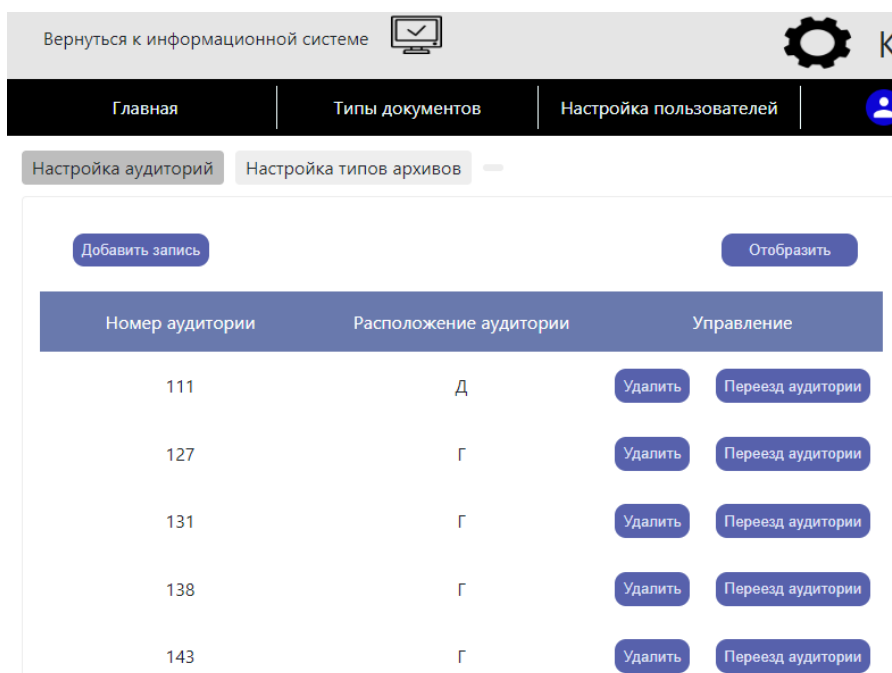 Вернуться к информационной системе
Главная Типы документов Настройка пользователей
Настройка аудиторий Настройка типов архивов
Добавить запись Отобразить
Номер аудитории Расположение аудитории Управление
111 Д Удалить Переезд аудитории
127 Г Удалить Переезд аудитории
131 Г Удалить Переезд аудитории
138 Г Удалить Переезд аудитории
143 Г Удалить Переезд аудитории